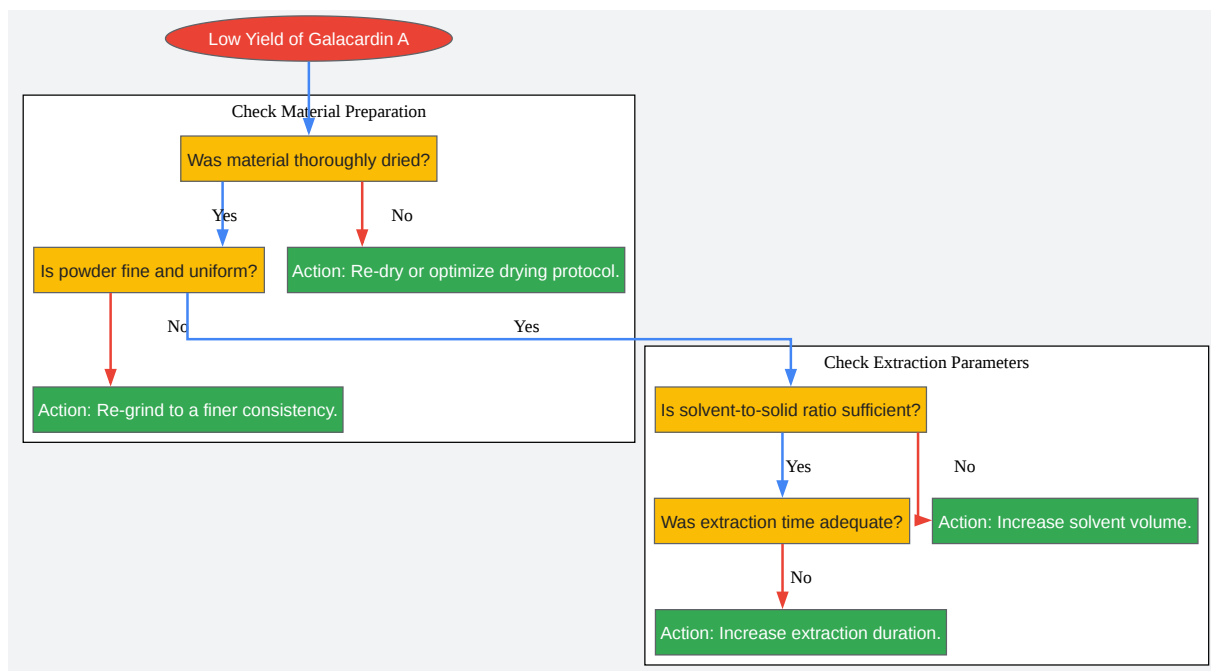 Low Yield of Galacardin A
Check Material Preparation
Was material thoroughly dried?
Yes
No
Is powder fine and uniform?
Action: Re-dry or optimize drying protocol.
No
Yes
Action: Re-grind to a finer consistency.
Check Extraction Parameters
Is solvent-to-solid ratio sufficient?
Yes
No
Was extraction time adequate?
Action: Increase solvent volume.
No
Action: Increase extraction duration.